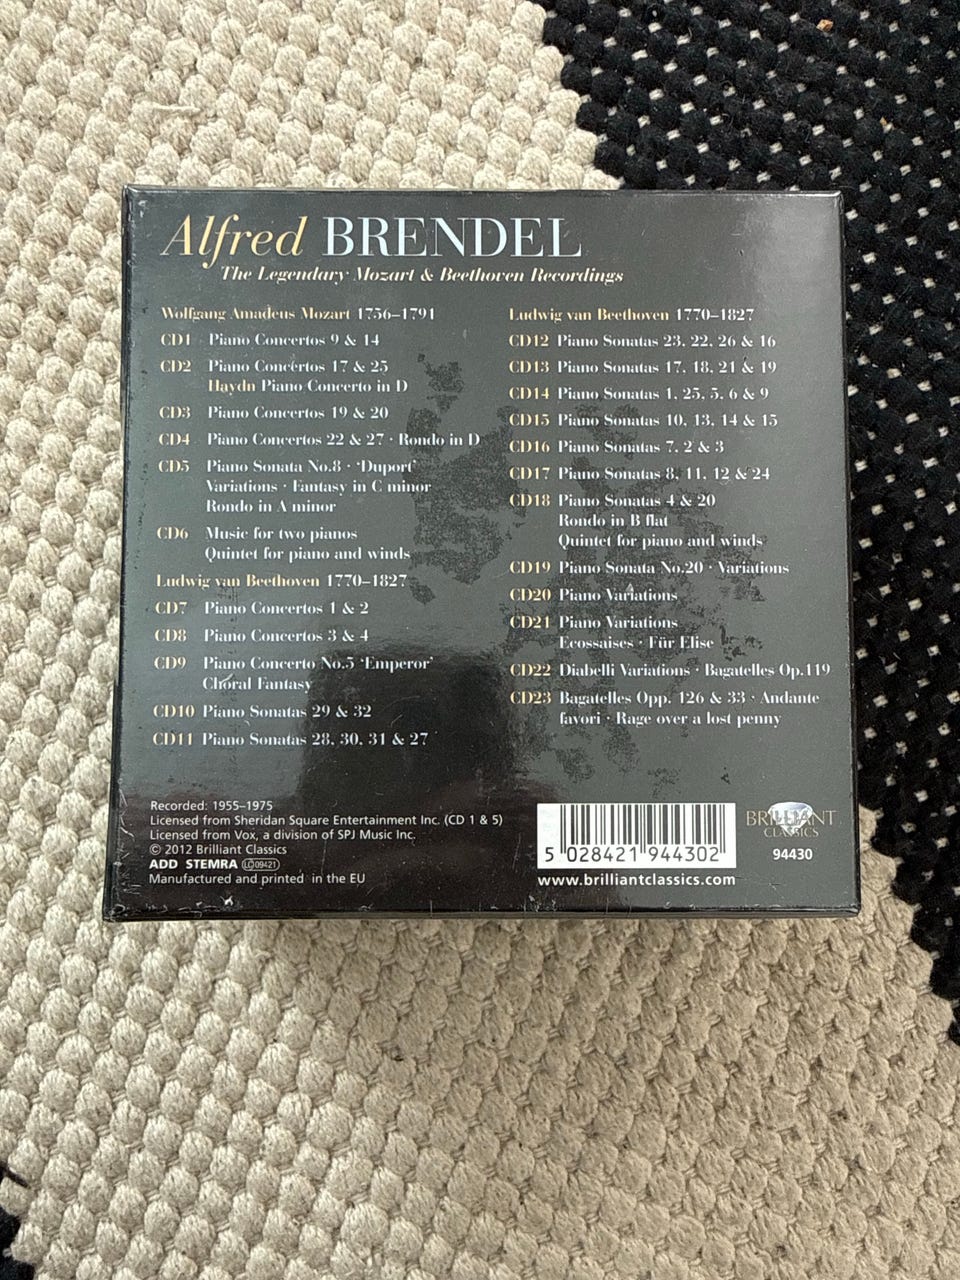 Alfred BRENDEL
The Legendary Mozart & Beethoven Recordings
Wolfgang Amadeus Mozart 1756–1791
CD1 Piano Concertos 9 & 14
CD2 Piano Concertos 17 & 25
Haydn Piano Concerto in D
CD3 Piano Concertos 19 & 20
CD4 Piano Concertos 22 & 27 · Rondo in D
CD5 Piano Sonata No.8 · ‘Duport’
Variations · Fantasy in C minor
Rondo in A minor
CD6 Music for two pianos
Quintet for piano and winds
Ludwig van Beethoven 1770–1827
CD7 Piano Concertos 1 & 2
CD8 Piano Concertos 3 & 4
CD9 Piano Concerto No.5 ‘Emperor’
Choral Fantasy
CD10 Piano Sonatas 29 & 32
CD11 Piano Sonatas 28, 30, 31 & 27
Ludwig van Beethoven 1770–1827
CD12 Piano Sonatas 23, 22, 26 & 16
CD13 Piano Sonatas 17, 18, 21 & 19
CD14 Piano Sonatas 1, 25, 5, 6 & 9
CD15 Piano Sonatas 10, 13, 14 & 15
CD16 Piano Sonatas 7, 2 & 3
CD17 Piano Sonatas 8, 11, 12 & 24
CD18 Piano Sonatas 4 & 20
Rondo in B flat
Quintet for piano and winds
CD19 Piano Sonata No.20 · Variations
CD20 Piano Variations
CD21 Piano Variations
Ecossaises · Für Elise
CD22 Diabelli Variations · Bagatelles Op.119
CD23 Bagatelles Opp. 126 & 33 · Andante
favori · Rage over a lost penny
Recorded: 1955–1975
Licensed from Sheridan Square Entertainment Inc. (CD 1 & 5)
Licensed from Vox, a division of SPJ Music Inc.
© 2012 Brilliant Classics
ADD STEMRA LC 09421
Manufactured and printed in the EU
5 028421 944302
www.brilliantclassics.com
BRILLIANT
CLASSICS
94430